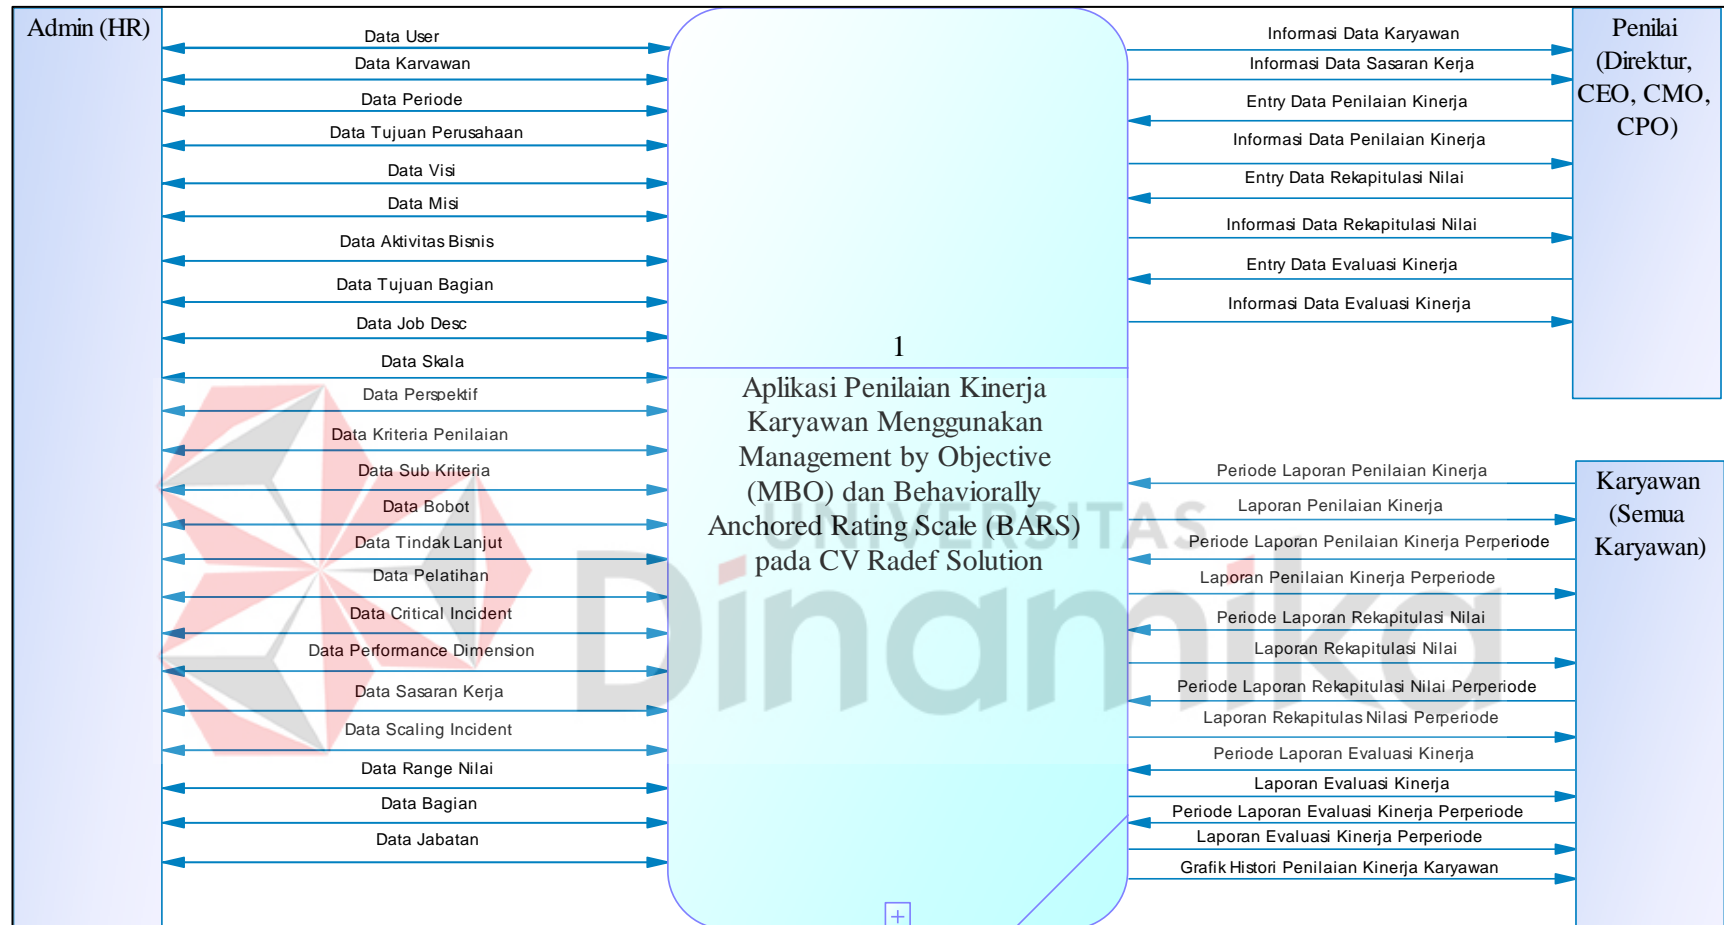 Admin (HR)
Data User
Data Karvawan
Data Periode
Data Tujuan Perusahaan
Data Visi
Data Misi
Data Aktivitas Bisnis
Data Tujuan Bagian
Data Job Desc
Data Skala
Data Perspektif
Data Kriteria Penilaian
Data Sub Kriteria
Data Bobot
Data Tindak Lanjut
Data Pelatihan
Data Critical Incident
Data Performance Dimension
Data Sasaran Kerja
Data Scaling Incident
Data Range Nilai
Data Bagian
Data Jabatan
1
Aplikasi Penilaian Kinerja
Karyawan Menggunakan
Management by Objective
(MBO) dan Behaviorally
Anchored Rating Scale (BARS)
pada CV Radef Solution
Informasi Data Karyawan
Informasi Data Sasaran Kerja
Entry Data Penilaian Kinerja
Informasi Data Penilaian Kinerja
Entry Data Rekapitulasi Nilai
Informasi Data Rekapitulasi Nilai
Entry Data Evaluasi Kinerja
Informasi Data Evaluasi Kinerja
Penilai
(Direktur,
CEO, CMO,
CPO)
Periode Laporan Penilaian Kinerja
Laporan Penilaian Kinerja
Periode Laporan Penilaian Kinerja Perperiode
Laporan Penilaian Kinerja Perperiode
Periode Laporan Rekapitulasi Nilai
Laporan Rekapitulasi Nilai
Periode Laporan Rekapitulasi Nilai Perperiode
Laporan Rekapitulas Nilasi Perperiode
Periode Laporan Evaluasi Kinerja
Laporan Evaluasi Kinerja
Periode Laporan Evaluasi Kinerja Perperiode
Laporan Evaluasi Kinerja Perperiode
Grafik Histori Penilaian Kinerja Karyawan
Karyawan
(Semua
Karyawan)
UNIVERSITAS
Dinamika